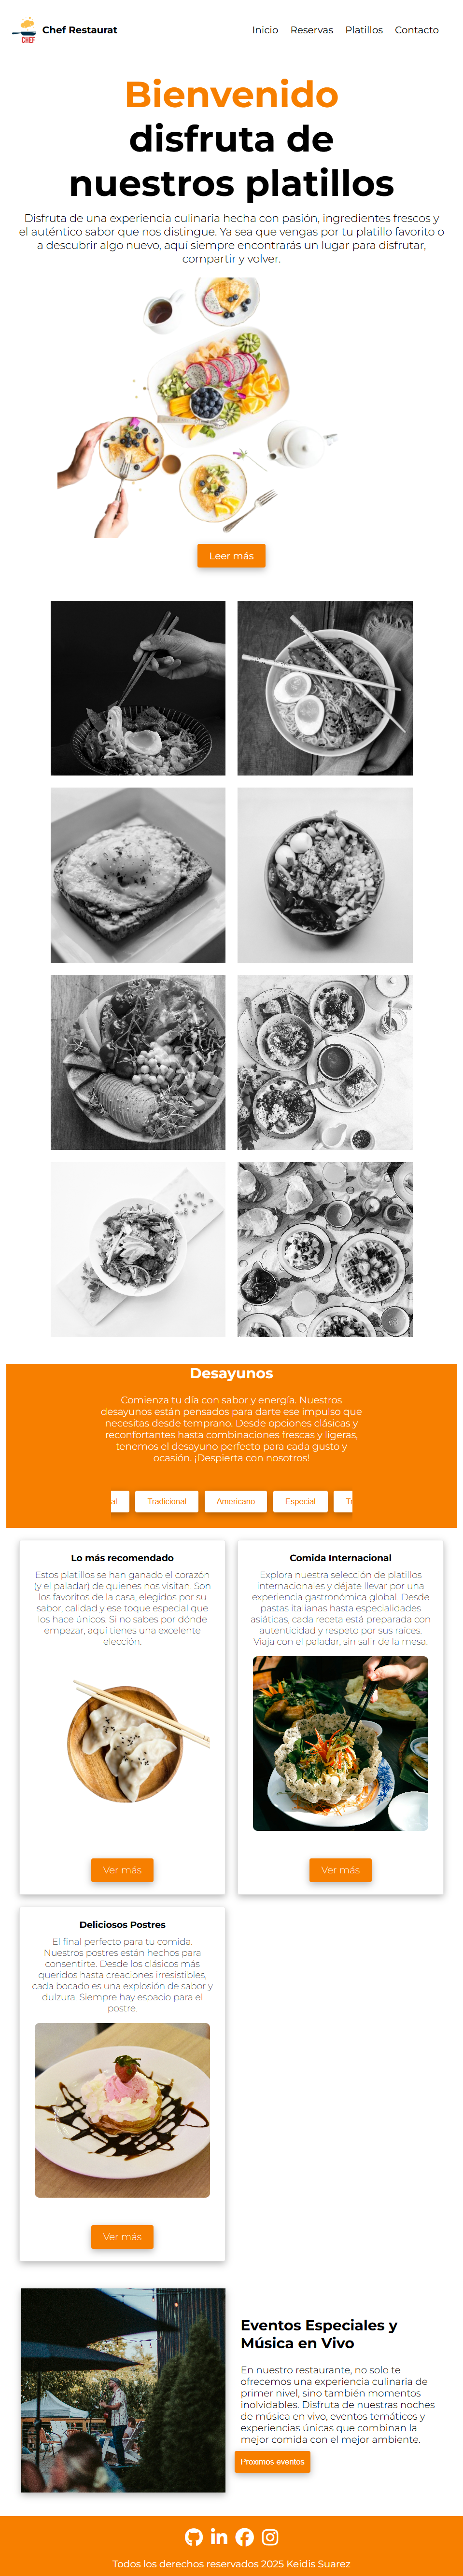 CHEF
Chef Restaurat
Inicio Reservas Platillos Contacto
Bienvenido
disfruta de
nuestros platillos
Disfruta de una experiencia culinaria hecha con pasión, ingredientes frescos y
el auténtico sabor que nos distingue. Ya sea que vengas por tu platillo favorito o
a descubrir algo nuevo, aquí siempre encontrarás un lugar para disfrutar,
compartir y volver.
Leer más
Desayunos
Comienza tu día con sabor y energía. Nuestros
desayunos están pensados para darte ese impulso que
necesitas desde temprano. Desde opciones clásicas y
reconfortantes hasta combinaciones frescas y ligeras,
tenemos el desayuno perfecto para cada gusto y
ocasión. ¡Despierta con nosotros!
al Tradicional Americano Especial Tr
Lo más recomendado
Estos platillos se han ganado el corazón
(y el paladar) de quienes nos visitan. Son
los favoritos de la casa, elegidos por su
sabor, calidad y ese toque especial que
los hace únicos. Si no sabes por dónde
empezar, aquí tienes una excelente
elección.
Ver más
Comida Internacional
Explora nuestra selección de platillos
internacionales y déjate llevar por una
experiencia gastronómica global. Desde
pastas italianas hasta especialidades
asiáticas, cada receta está preparada con
autenticidad y respeto por sus raíces.
Viaja con el paladar, sin salir de la mesa.
Ver más
Deliciosos Postres
El final perfecto para tu comida.
Nuestros postres están hechos para
consentirte. Desde los clásicos más
queridos hasta creaciones irresistibles,
cada bocado es una explosión de sabor y
dulzura. Siempre hay espacio para el
postre.
Ver más
Eventos Especiales y
Música en Vivo
En nuestro restaurante, no solo te
ofrecemos una experiencia culinaria de
primer nivel, sino también momentos
inolvidables. Disfruta de nuestras noches
de música en vivo, eventos temáticos y
experiencias únicas que combinan la
mejor comida con el mejor ambiente.
Proximos eventos
Todos los derechos reservados 2025 Keidis Suarez